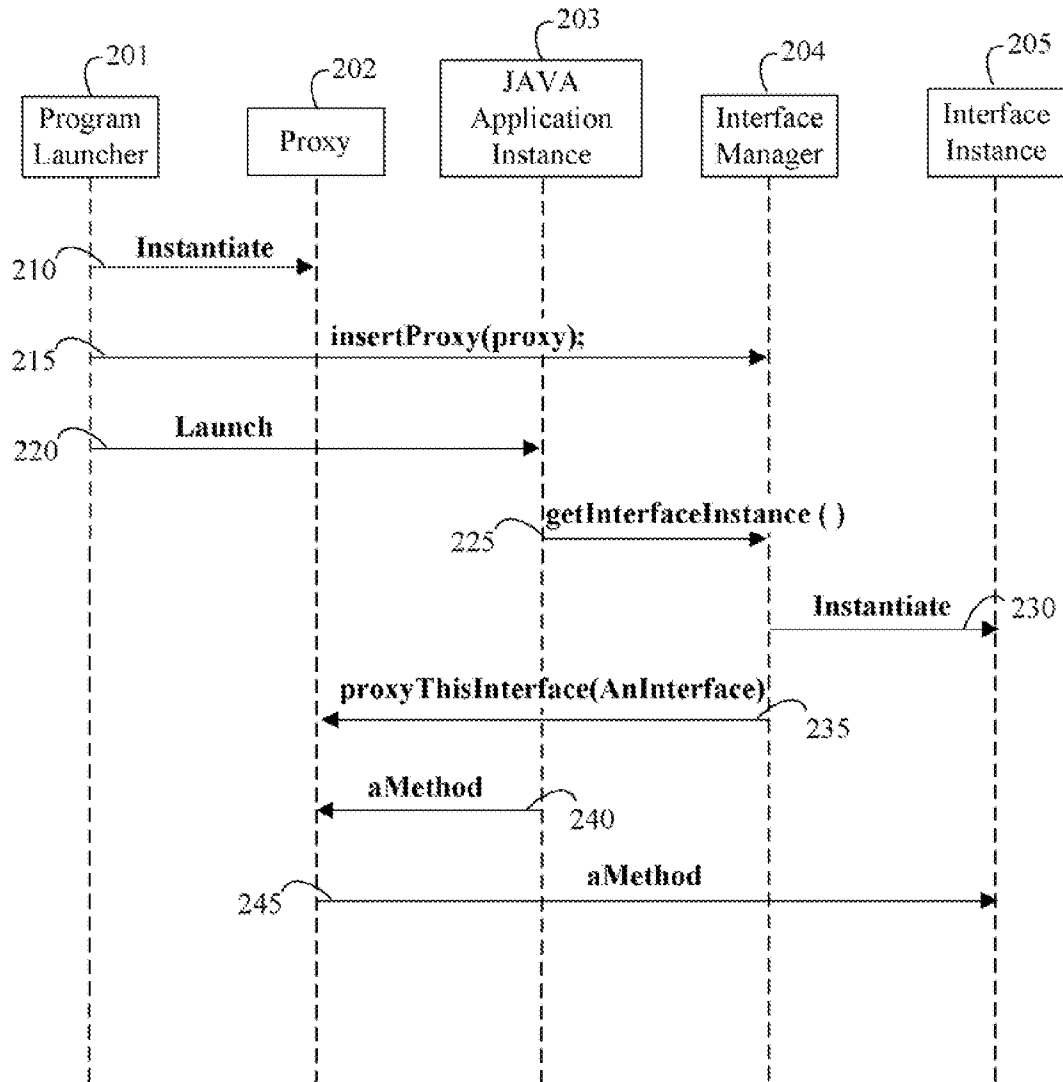 201
202
203
204
205
Program
Launcher
Proxy
JAVA
Application
Instance
Interface
Manager
Interface
Instance
Instantiate
210
insertProxy(proxy);
215
Launch
220
getInterfaceInstance ( )
225
Instantiate
230
proxyThisInterface(AnInterface)
235
aMethod
240
aMethod
245